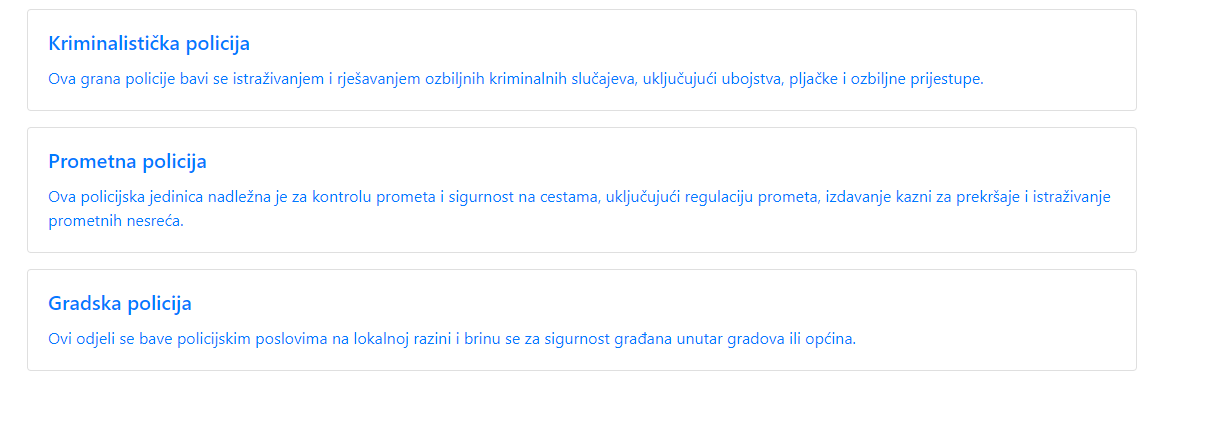 Kriminalistička policija
Ova grana policije bavi se istraživanjem i rješavanjem ozbiljnih kriminalnih slučajeva, uključujući ubojstva, pljačke i ozbiljne prijestupe.
Prometna policija
Ova policijska jedinica nadležna je za kontrolu prometa i sigurnost na cestama, uključujući regulaciju prometa, izdavanje kazni za prekršaje i istraživanje
prometnih nesreća.
Gradska policija
Ovi odjeli se bave policijskim poslovima na lokalnoj razini i brinu se za sigurnost građana unutar gradova ili općina.